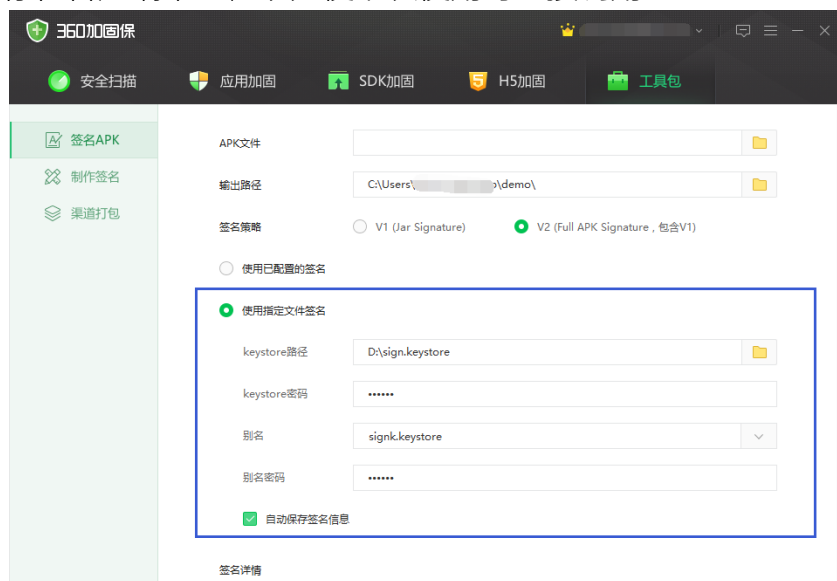 360加固保
安全扫描 应用加固 SDK加固 H5加固 工具包
签名APK
制作签名
渠道打包
APK文件
输出路径 C:\Users\ \demo\
签名策略 V1 (Jar Signature) V2 (Full APK Signature , 包含V1)
使用已配置的签名
使用指定文件签名
keystore路径 D:\sign.keystore
keystore密码 ••••••
别名 signk.keystore
别名密码 ••••••
自动保存签名信息
签名详情